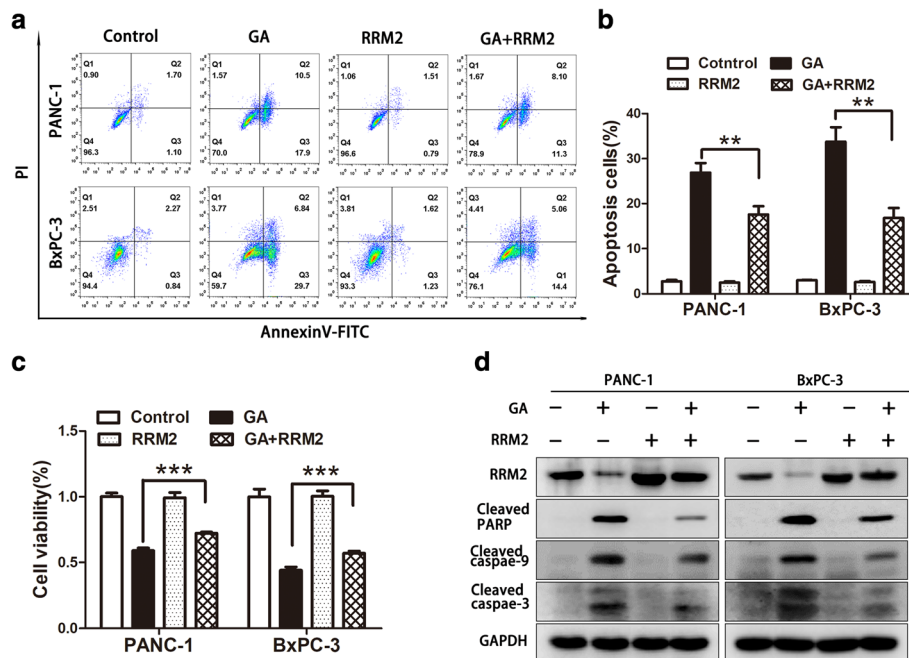 a
Control GA RRM2 GA+RRM2
PANC-1
Q1 0.90 Q2 1.70 Q4 96.3 Q3 1.10
Q1 1.57 Q2 10.5 Q4 70.0 Q3 17.9
Q1 1.06 Q2 1.51 Q4 96.6 Q3 0.79
Q1 1.67 Q2 8.10 Q4 78.9 Q3 11.3
BxPC-3
Q1 2.51 Q2 2.27 Q4 94.4 Q3 0.84
Q1 3.77 Q2 6.84 Q4 59.7 Q3 29.7
Q1 3.81 Q2 1.62 Q4 93.3 Q3 1.23
Q3 4.41 Q2 5.06 Q4 76.1 Q1 14.4
PI
AnnexinV-FITC
b
Cotntrol GA
RRM2 GA+RRM2
Apoptosis cells(%)
40
30
20
10
0
** **
PANC-1 BxPC-3
c
Control GA
RRM2 GA+RRM2
Cell viability(%)
1.5
1.0
0.5
0.0
*** ***
PANC-1 BxPC-3
d
PANC-1 BxPC-3
GA − + − + − + − +
RRM2 − − + + − − + +
RRM2
Cleaved
PARP
Cleaved
caspae-9
Cleaved
caspae-3
GAPDH